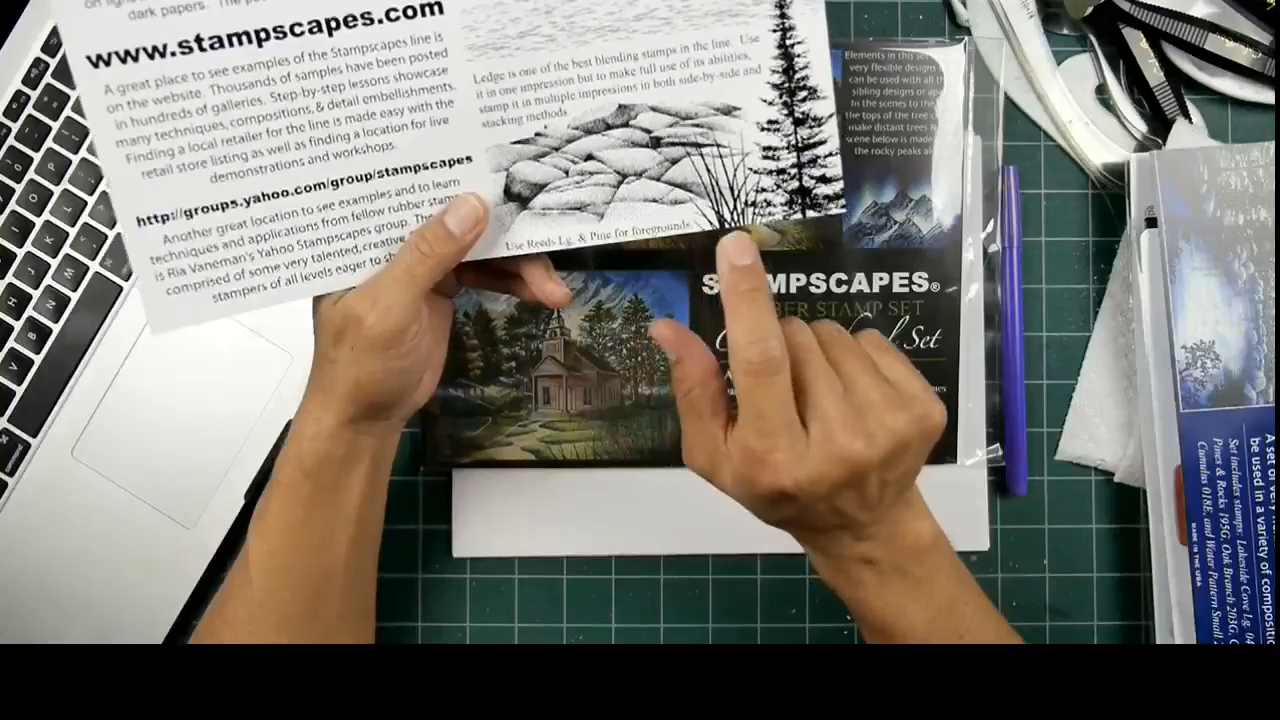 dark papers.
www.stampscapes.com
A great place to see examples of the Stampscapes line is
on the website. Thousands of samples have been posted
in hundreds of galleries. Step-by-step lessons showcase
many techniques, compositions, & detail embellishments.
Finding a local retailer for the line is made easy with the
retail store listing as well as finding a location for live
demonstrations and workshops.
http://groups.yahoo.com/group/stampscapes
Another great location to see examples and to learn
techniques and applications from fellow rubber stamp
is Ria Vaneman's Yahoo Stampscapes group. The
comprised of some very talented, creative
stampers of all levels eager to sh
Ledge is one of the best blending stamps in the line. Use
it in one impression but to make full use of its abilities,
stamp it in multiple impressions in both side-by-side and
stacking methods.
Use Reeds Lg. & Pine for foregrounds.
Elements in this se
very flexible designs
can be used with all th
sibling designs or apa
In the scenes to the
the tops of the tree
make distant trees &
scene below is made
the rocky peaks al
STAMPSCAPES®
BER STAMP SET
Set
A set of ve
be used in a variety of compositio
Set includes stamps: Lakeside Cove Lg. 04
Pines & Rocks 195G, Oak Branch 203G, C
Cumulus 018E, and Water Pattern Small
MADE IN THE USA